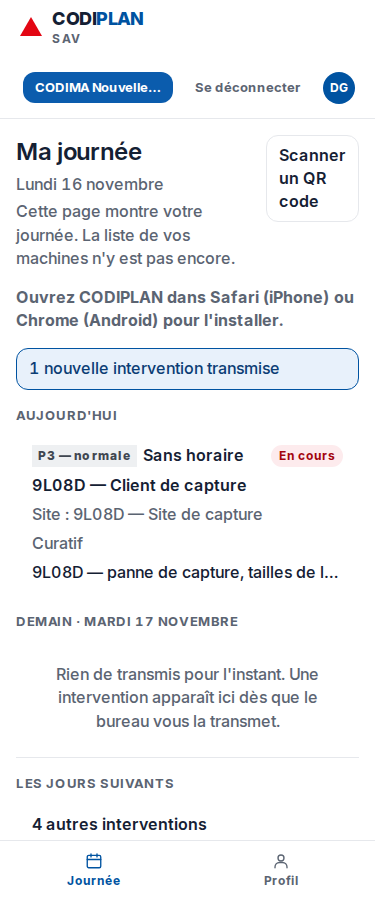 CODIPLAN
SAV
CODIMA Nouvelle...
Se déconnecter
DG
Ma journée
Lundi 16 novembre
Cette page montre votre
journée. La liste de vos
machines n'y est pas encore.
Scanner
un QR
code
Ouvrez CODIPLAN dans Safari (iPhone) ou
Chrome (Android) pour l'installer.
1 nouvelle intervention transmise
AUJOURD'HUI
P3 — normale Sans horaire En cours
9L08D — Client de capture
Site : 9L08D — Site de capture
Curatif
9L08D — panne de capture, tailles de l...
DEMAIN · MARDI 17 NOVEMBRE
Rien de transmis pour l'instant. Une
intervention apparaît ici dès que le
bureau vous la transmet.
LES JOURS SUIVANTS
4 autres interventions
Journée
Profil